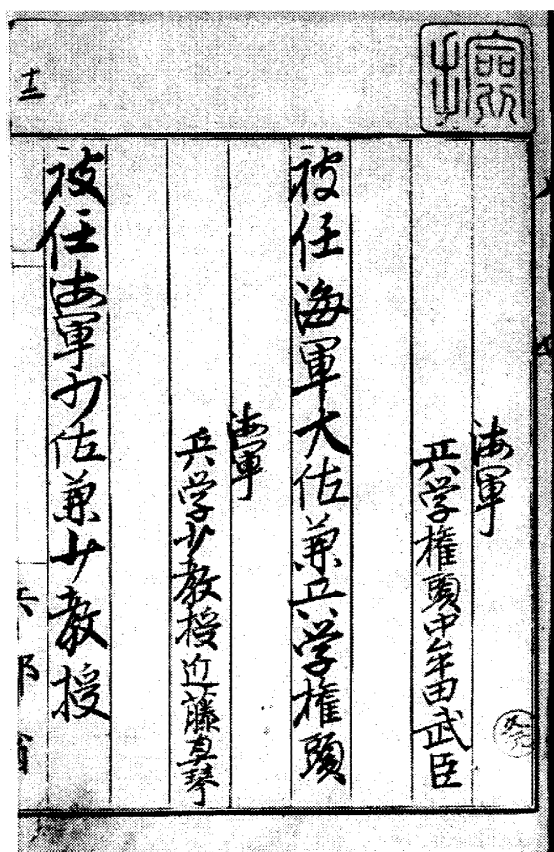 海軍
兵学権頭中牟田武臣
被任海軍大佐兼兵学権頭
海軍
兵学少教授近藤真琴
被任海軍少佐兼少教授
兵部省